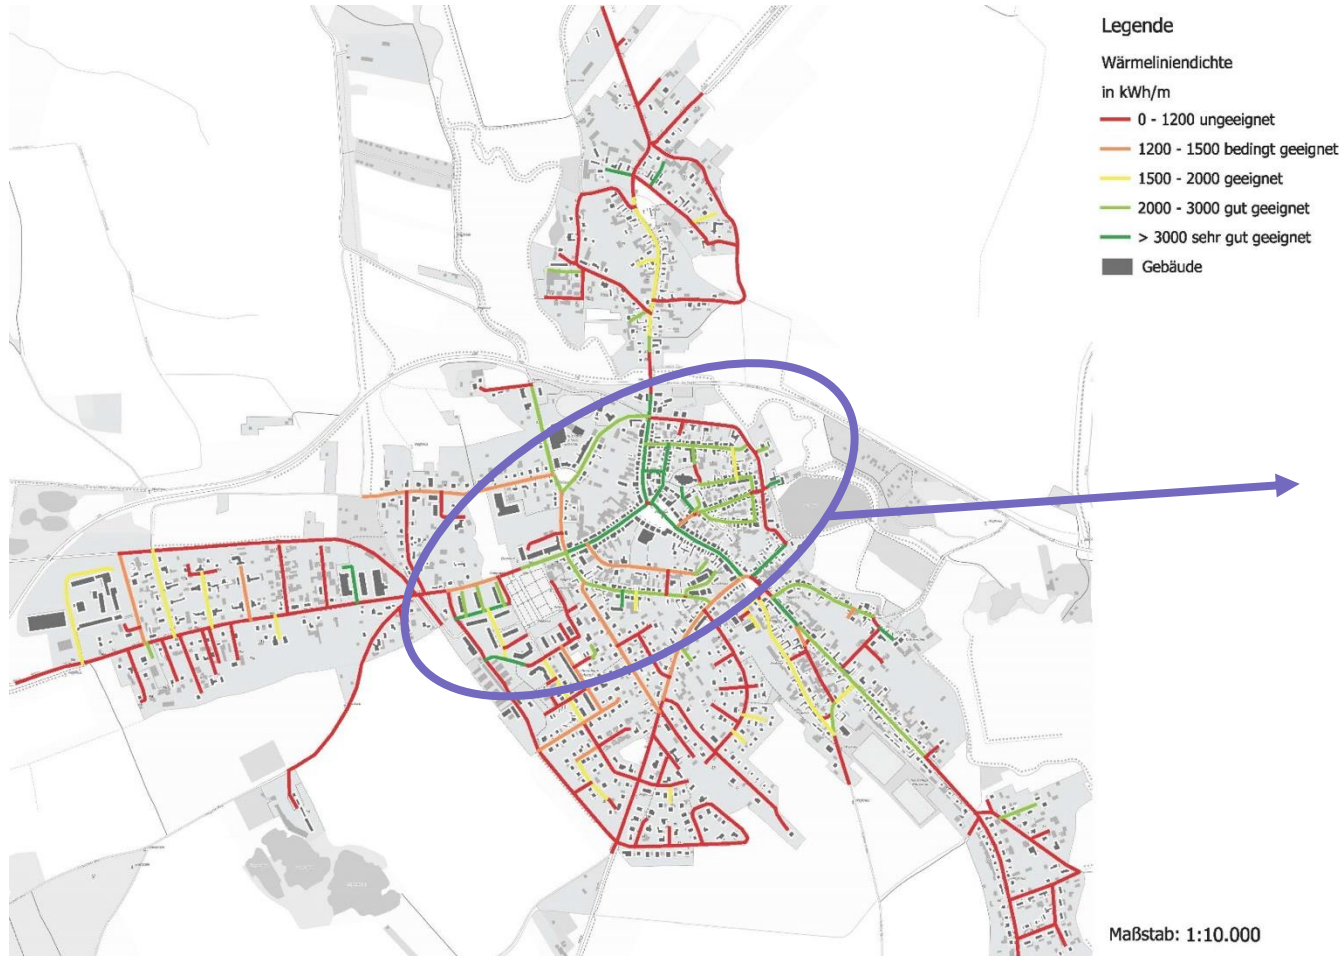 Legende
Wärmeliniendichte
in kWh/m
0 - 1200 ungeeignet
1200 - 1500 bedingt geeignet
1500 - 2000 geeignet
2000 - 3000 gut geeignet
> 3000 sehr gut geeignet
Gebäude
Maßstab: 1:10.000